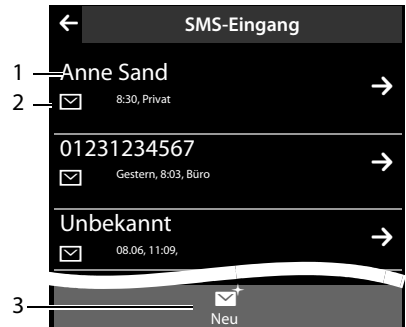 SMS-Eingang
1 Anne Sand
2 8:30, Privat
01231234567
Gestern, 8:03, Büro
Unbekannt
08.06, 11:09,
3
Neu